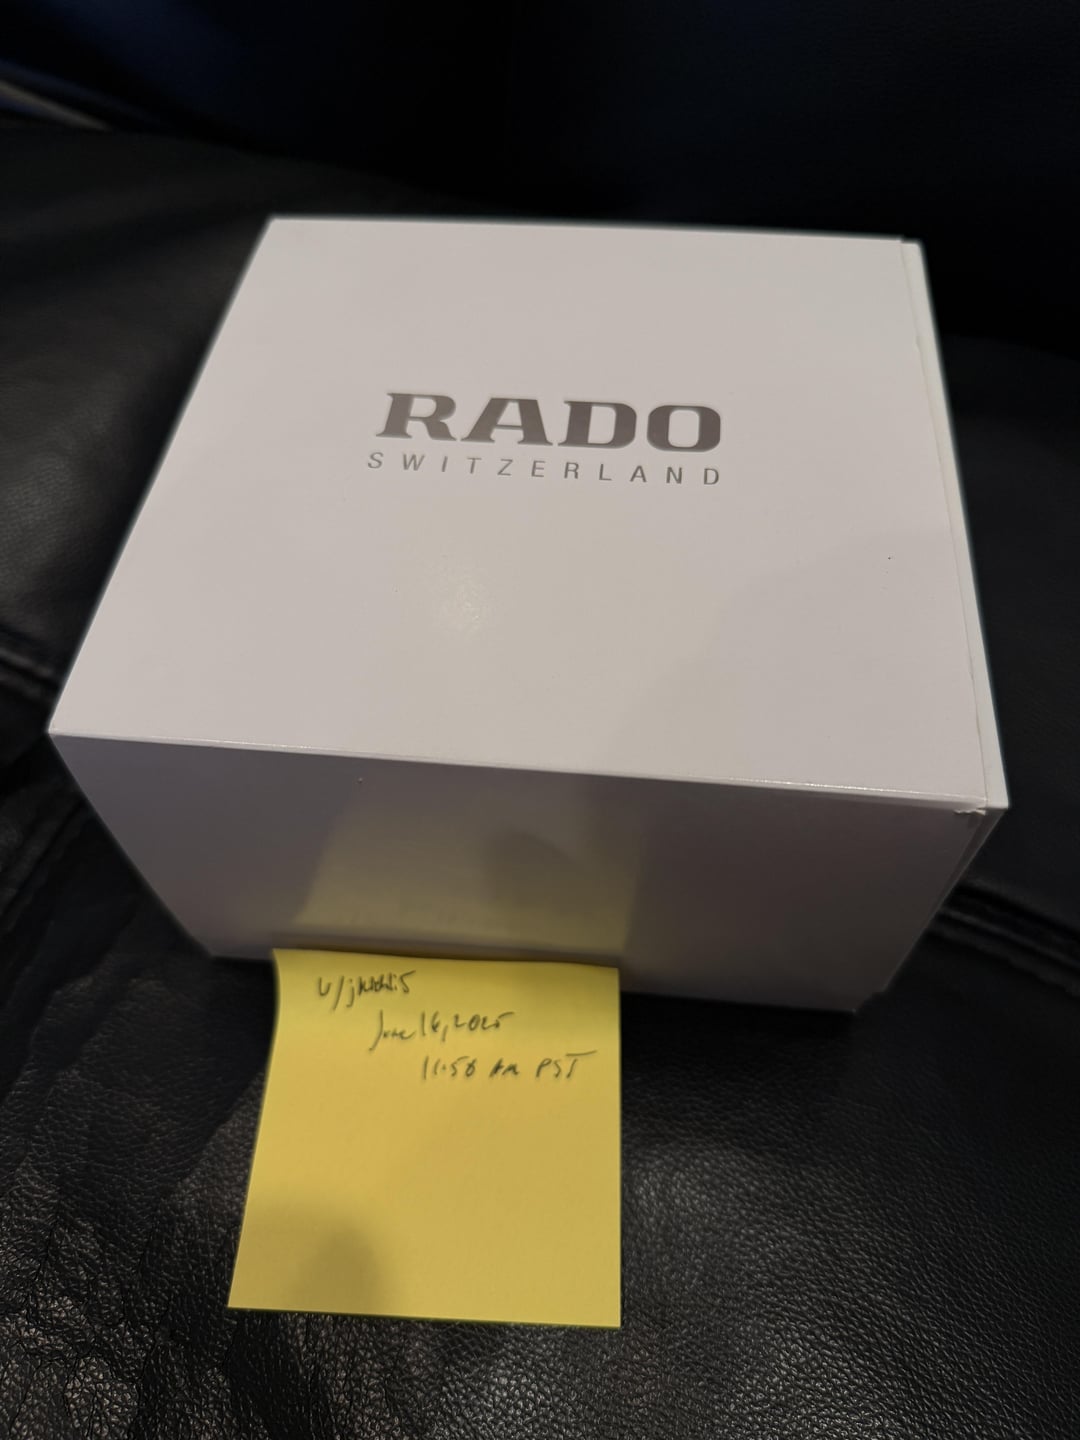 RADO
SWITZERLAND
June 16, 2025
11:58 AM PST